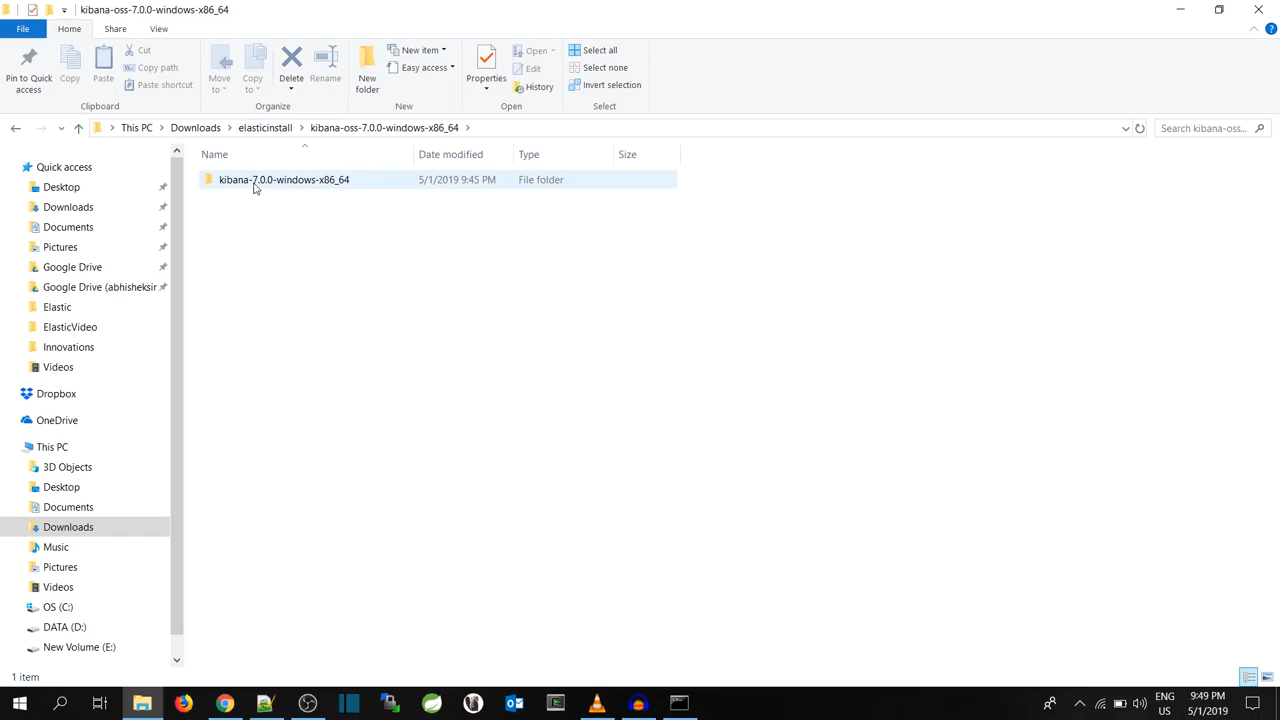 kibana-oss-7.0.0-windows-x86_64
File
Home
Share
View
Pin to Quick access
Copy
Paste
Cut
Copy path
Paste shortcut
Clipboard
Move to
Copy to
Delete
Rename
Organize
New folder
New item
Easy access
New
Properties
Open
Edit
History
Open
Select all
Select none
Invert selection
Select
This PC
Downloads
elasticinstall
kibana-oss-7.0.0-windows-x86_64
Search kibana-oss...
Name
Date modified
Type
Size
kibana-7.0.0-windows-x86_64
5/1/2019 9:45 PM
File folder
Quick access
Desktop
Downloads
Documents
Pictures
Google Drive
Google Drive (abhisheksir
Elastic
ElasticVideo
Innovations
Videos
Dropbox
OneDrive
This PC
3D Objects
Desktop
Documents
Downloads
Music
Pictures
Videos
OS (C:)
DATA (D:)
New Volume (E:)
1 item
ENG
US
9:49 PM
5/1/2019